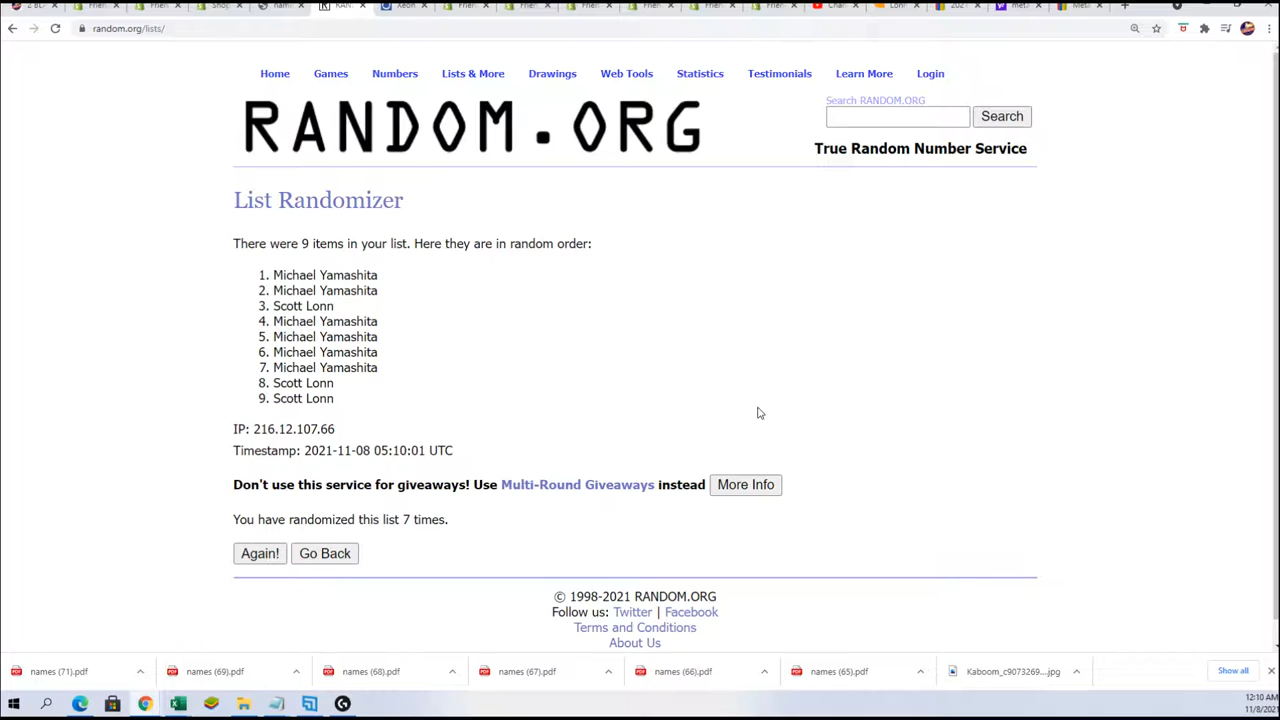 random.org/lists/
Home Games Numbers Lists & More Drawings Web Tools Statistics Testimonials Learn More Login
RANDOM.ORG
Search RANDOM.ORG
Search
True Random Number Service
List Randomizer
There were 9 items in your list. Here they are in random order:
1. Michael Yamashita
2. Michael Yamashita
3. Scott Lonn
4. Michael Yamashita
5. Michael Yamashita
6. Michael Yamashita
7. Michael Yamashita
8. Scott Lonn
9. Scott Lonn
IP: 216.12.107.66
Timestamp: 2021-11-08 05:10:01 UTC
Don't use this service for giveaways! Use Multi-Round Giveaways instead More Info
You have randomized this list 7 times.
Again! Go Back
© 1998-2021 RANDOM.ORG
Follow us: Twitter | Facebook
Terms and Conditions
About Us
names (71).pdf names (69).pdf names (68).pdf names (67).pdf names (66).pdf names (65).pdf Kaboom_c9073269....jpg Show all
12:10 AM
11/8/2021